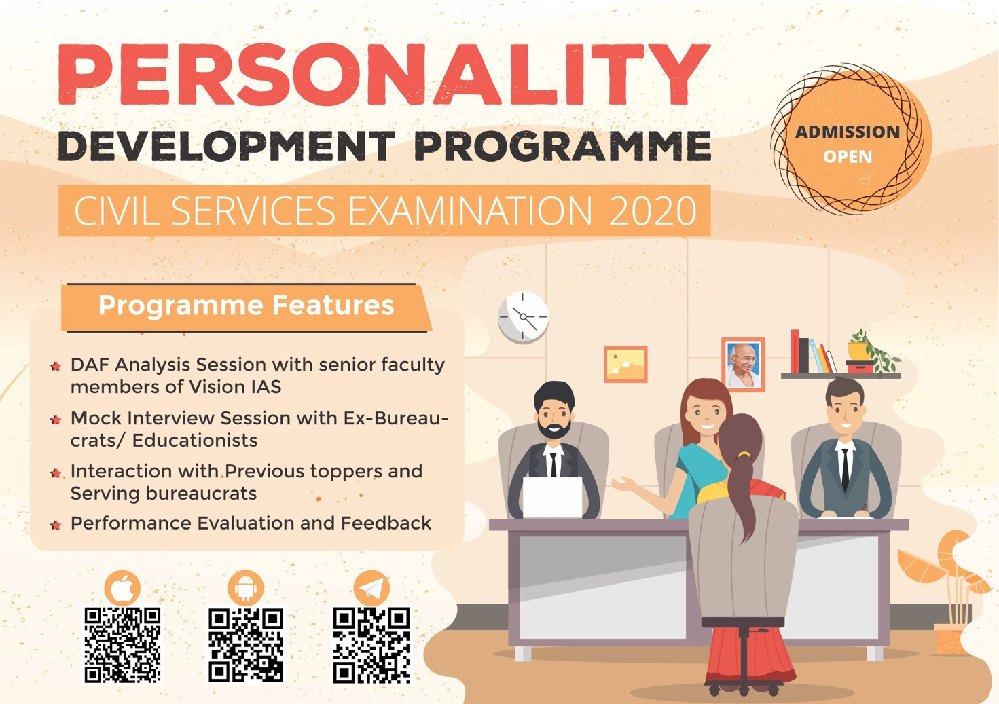 PERSONALITY
DEVELOPMENT PROGRAMME
CIVIL SERVICES EXAMINATION 2020
ADMISSION
OPEN
Programme Features
DAF Analysis Session with senior faculty
members of Vision IAS
Mock Interview Session with Ex-Bureau-
crats/ Educationists
Interaction with Previous toppers and
Serving bureaucrats
Performance Evaluation and Feedback